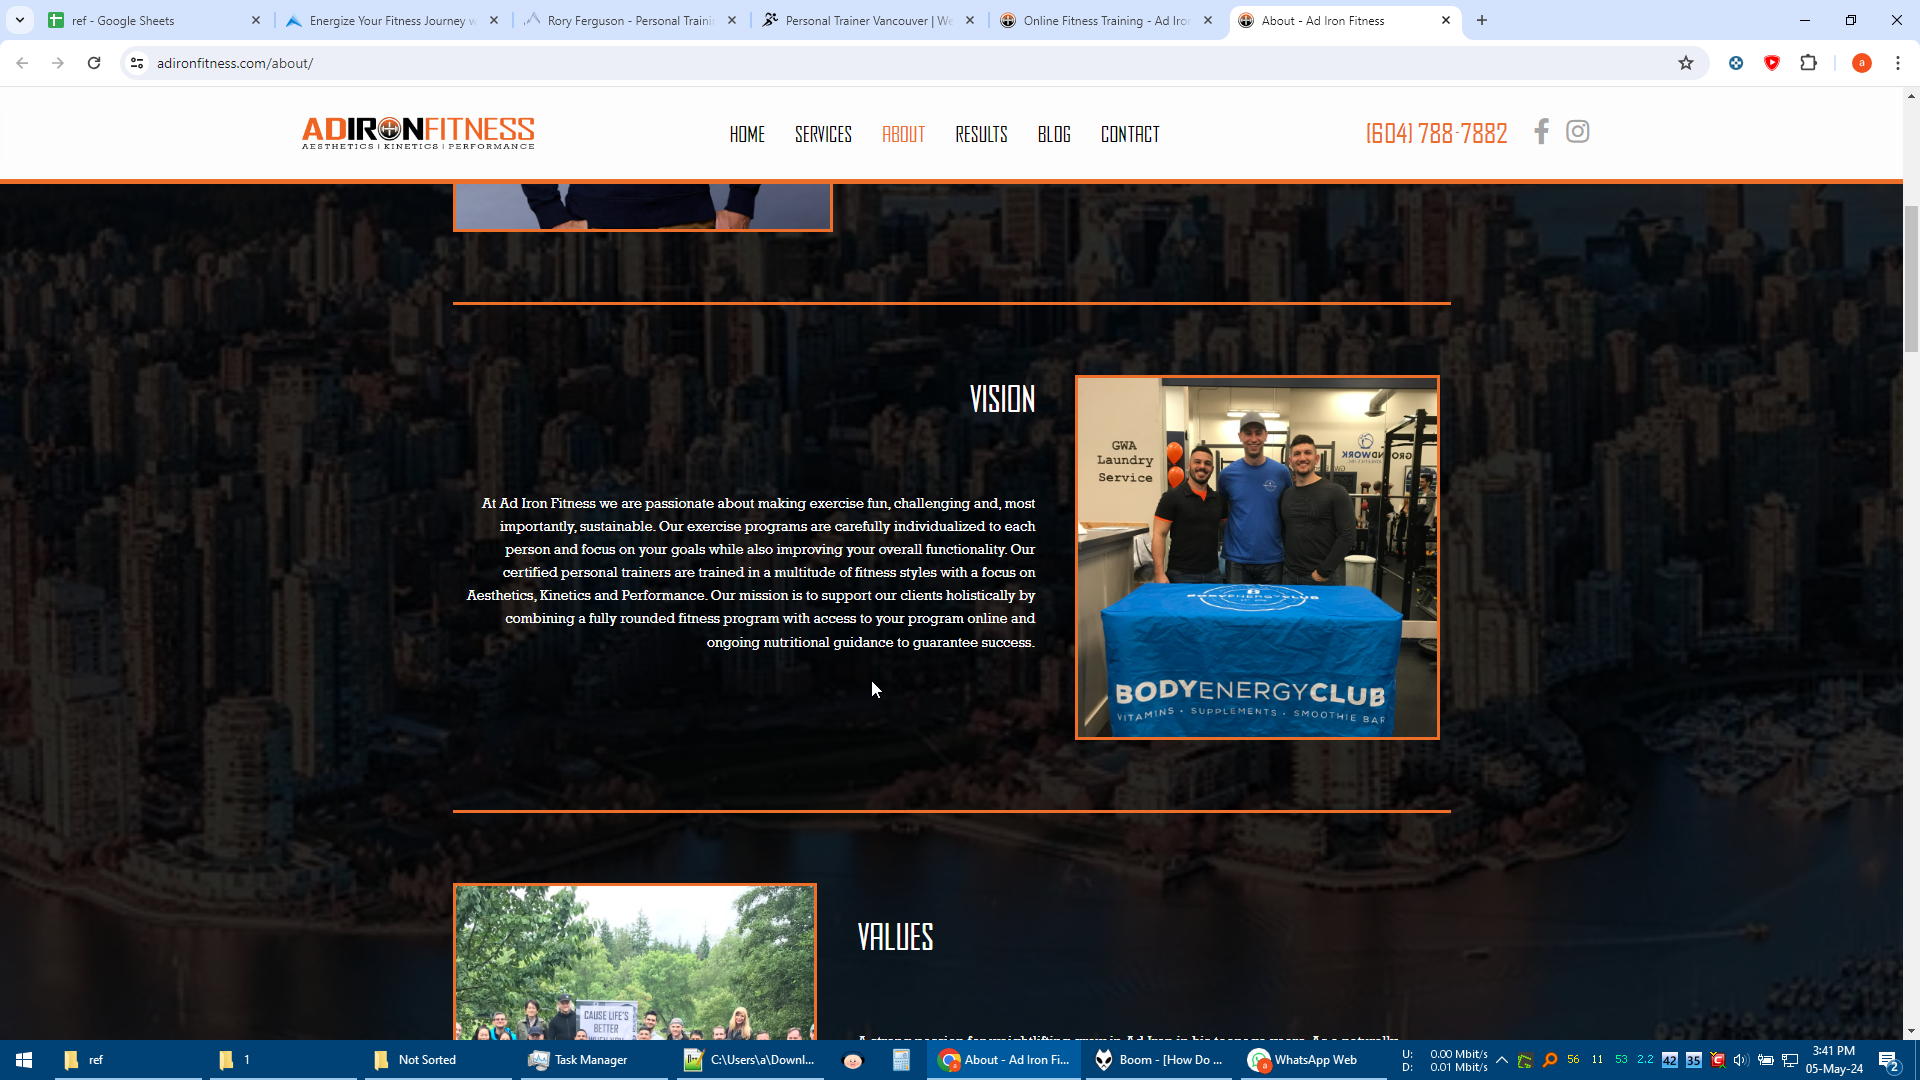 ref - Google Sheets
Energize Your Fitness Journey w
Rory Ferguson - Personal Traini
Personal Trainer Vancouver | We
Online Fitness Training - Ad Iron
About - Ad Iron Fitness
adironfitness.com/about/
a
ADIRONFITNESS
AESTHETICS | KINETICS | PERFORMANCE
HOME
SERVICES
ABOUT
RESULTS
BLOG
CONTACT
(604) 788-7882
VISION
At Ad Iron Fitness we are passionate about making exercise fun, challenging and, most
importantly, sustainable. Our exercise programs are carefully individualized to each
person and focus on your goals while also improving your overall functionality. Our
certified personal trainers are trained in a multitude of fitness styles with a focus on
Aesthetics, Kinetics and Performance. Our mission is to support our clients holistically by
combining a fully rounded fitness program with access to your program online and
ongoing nutritional guidance to guarantee success.
GWA
Laundry
Service
BODYENERGYCLUB
BODYENERGYCLUB
VITAMINS • SUPPLEMENTS • SMOOTHIE BAR
VALUES
CAUSE LIFE'S
BETTER
ref
1
Not Sorted
Task Manager
C:\Users\a\Downl...
About - Ad Iron Fi...
Boom - [How Do ...
WhatsApp Web
U: 0.00 Mbit/s
D: 0.01 Mbit/s
56
11
53
2.2
42
35
3:41 PM
05-May-24
2